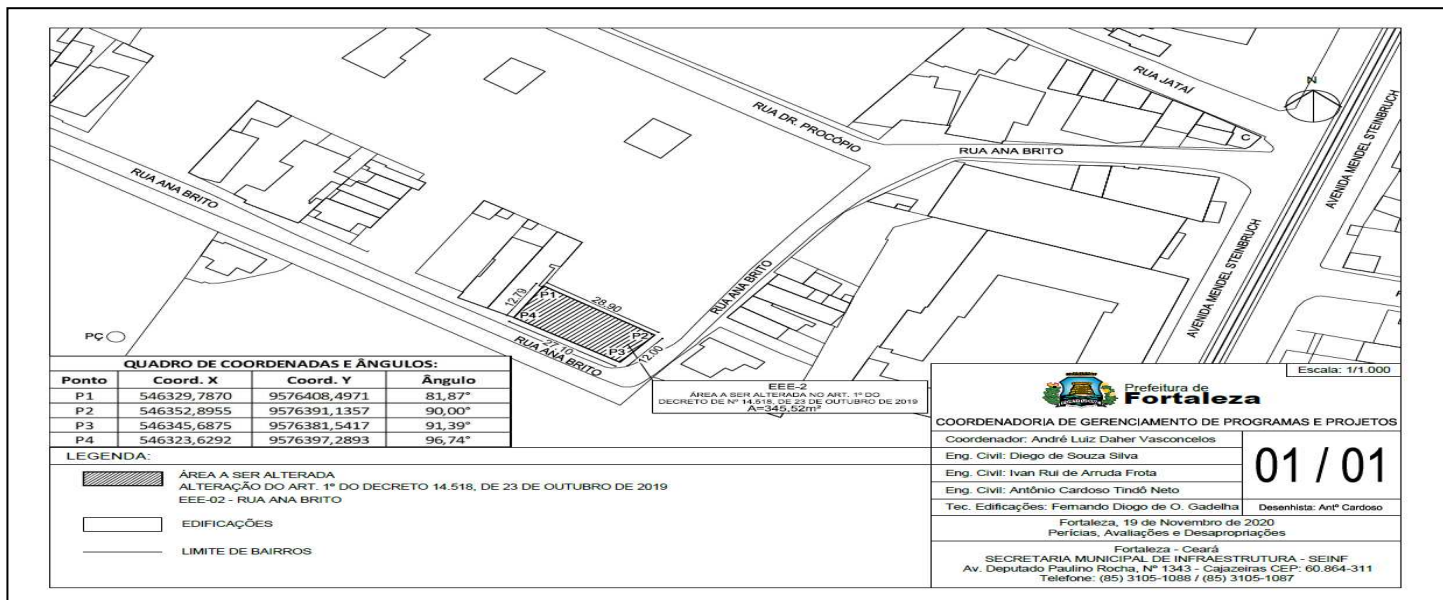 RUA JATAÍ
N
RUA DR. PROCÓPIO
C
RUA ANA BRITO
AVENIDA MENDEL STEINBRUCH
RUA ANA BRITO
AVENIDA MENDEL STEINBRUCH
RUA ANA BRITO
12.79
P1
28.90
P4
P2
P3
27.10
12.00
RUA ANA BRITO
PÇ
EEE-2
ÁREA A SER ALTERADA NO ART. 1º DO
DECRETO DE Nº 14.518, DE 23 DE OUTUBRO DE 2019
A=345,52m²
QUADRO DE COORDENADAS E ÂNGULOS:
Ponto Coord. X Coord. Y Ângulo
P1 546329,7870 9576408,4971 81,87°
P2 546352,8955 9576391,1357 90,00°
P3 546345,6875 9576381,5417 91,39°
P4 546323,6292 9576397,2893 96,74°
LEGENDA:
ÁREA A SER ALTERADA
ALTERAÇÃO DO ART. 1º DO DECRETO 14.518, DE 23 DE OUTUBRO DE 2019
EEE-02 - RUA ANA BRITO
EDIFICAÇÕES
LIMITE DE BAIRROS
Escala: 1/1.000
Prefeitura de
Fortaleza
COORDENADORIA DE GERENCIAMENTO DE PROGRAMAS E PROJETOS
Coordenador: André Luiz Daher Vasconcelos
Eng. Civil: Diego de Souza Silva
Eng. Civil: Ivan Rui de Arruda Frota
Eng. Civil: Antônio Cardoso Tindô Neto
Tec. Edificações: Fernando Diogo de O. Gadelha
01 / 01
Desenhista: Antº Cardoso
Fortaleza, 19 de Novembro de 2020
Perícias, Avaliações e Desapropriações
Fortaleza - Ceará
SECRETARIA MUNICIPAL DE INFRAESTRUTURA - SEINF
Av. Deputado Paulino Rocha, Nº 1343 - Cajazeiras CEP: 60.864-311
Telefone: (85) 3105-1088 / (85) 3105-1087